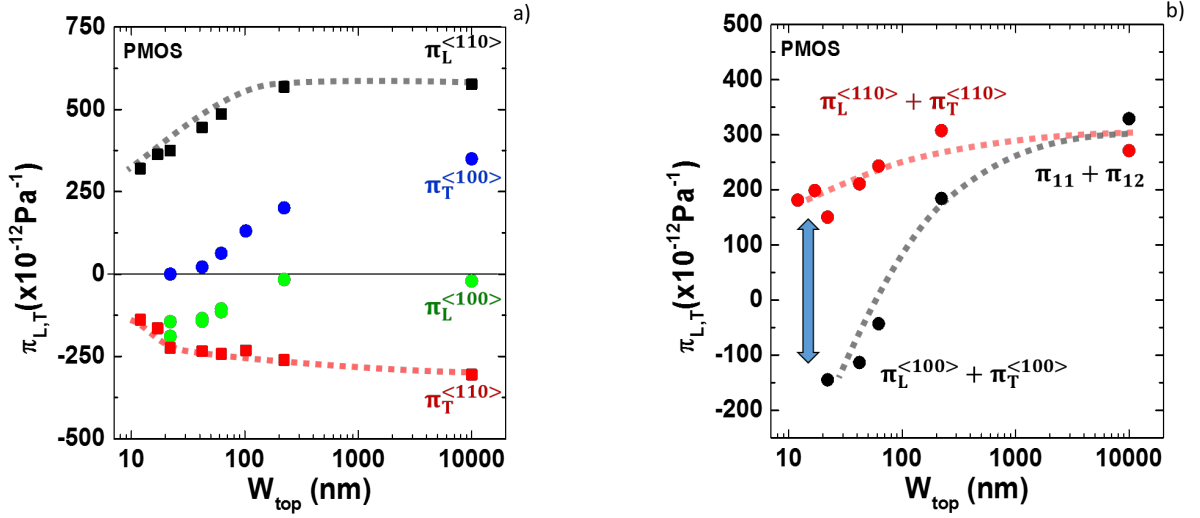 a)
750
500
250
0
-250
-500
π_L,T(x10^-12Pa^-1)
PMOS
π_L^<110>
π_T^<100>
π_L^<100>
π_T^<110>
10 100 1000 10000
W_top (nm)
b)
500
400
300
200
100
0
-100
-200
π_L,T(x10^-12Pa^-1)
PMOS
π_L^<110> + π_T^<110>
π_11 + π_12
π_L^<100> + π_T^<100>
10 100 1000 10000
W_top (nm)